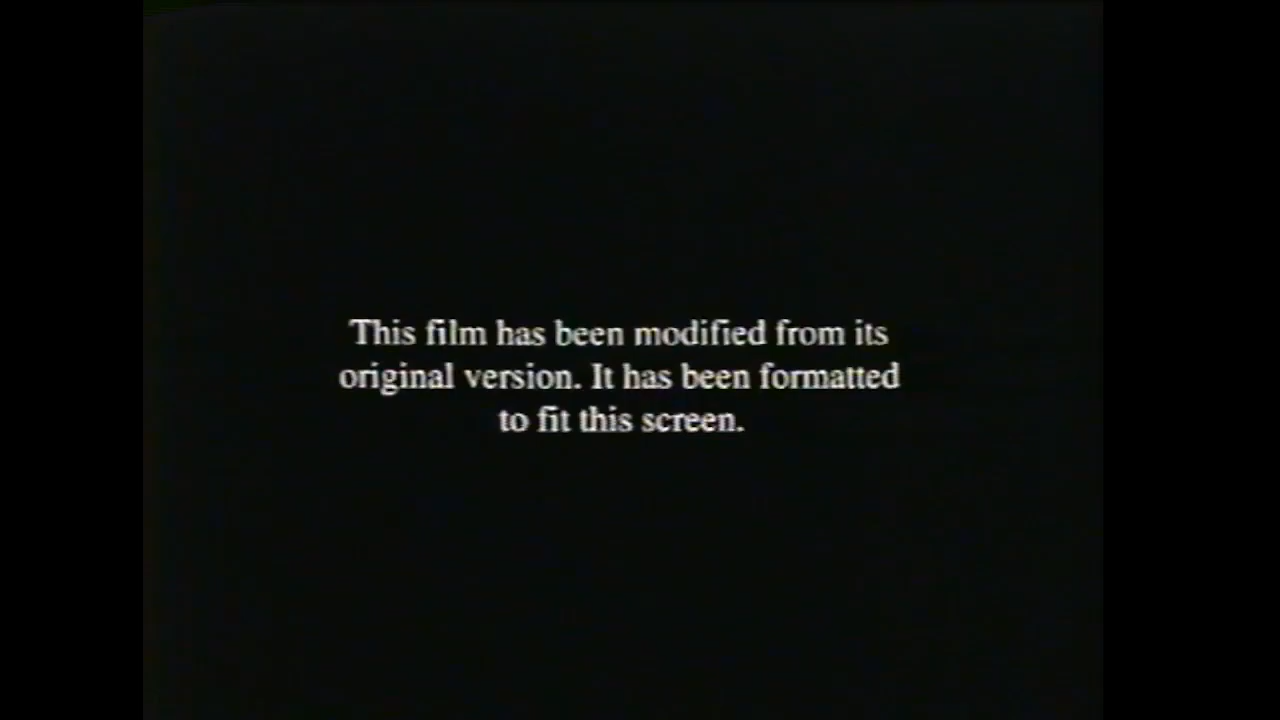 This film has been modified from its
original version. It has been formatted
to fit this screen.